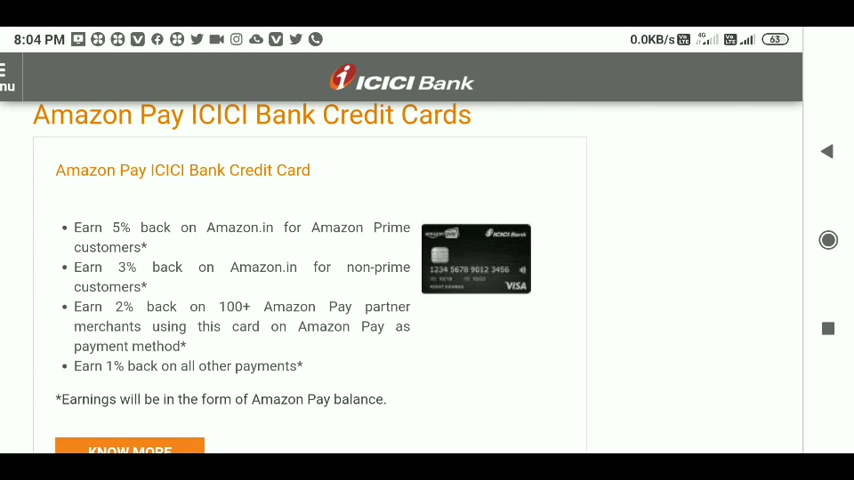 8:04 PM
0.0KB/s
4G
63
nu
ICICI Bank
Amazon Pay ICICI Bank Credit Cards
Amazon Pay ICICI Bank Credit Card
• Earn 5% back on Amazon.in for Amazon Prime
customers*
• Earn 3% back on Amazon.in for non-prime
customers*
• Earn 2% back on 100+ Amazon Pay partner
merchants using this card on Amazon Pay as
payment method*
• Earn 1% back on all other payments*
amazon pay
ICICI Bank
1234 5678 9012 3456
VISA
*Earnings will be in the form of Amazon Pay balance.
KNOW MORE